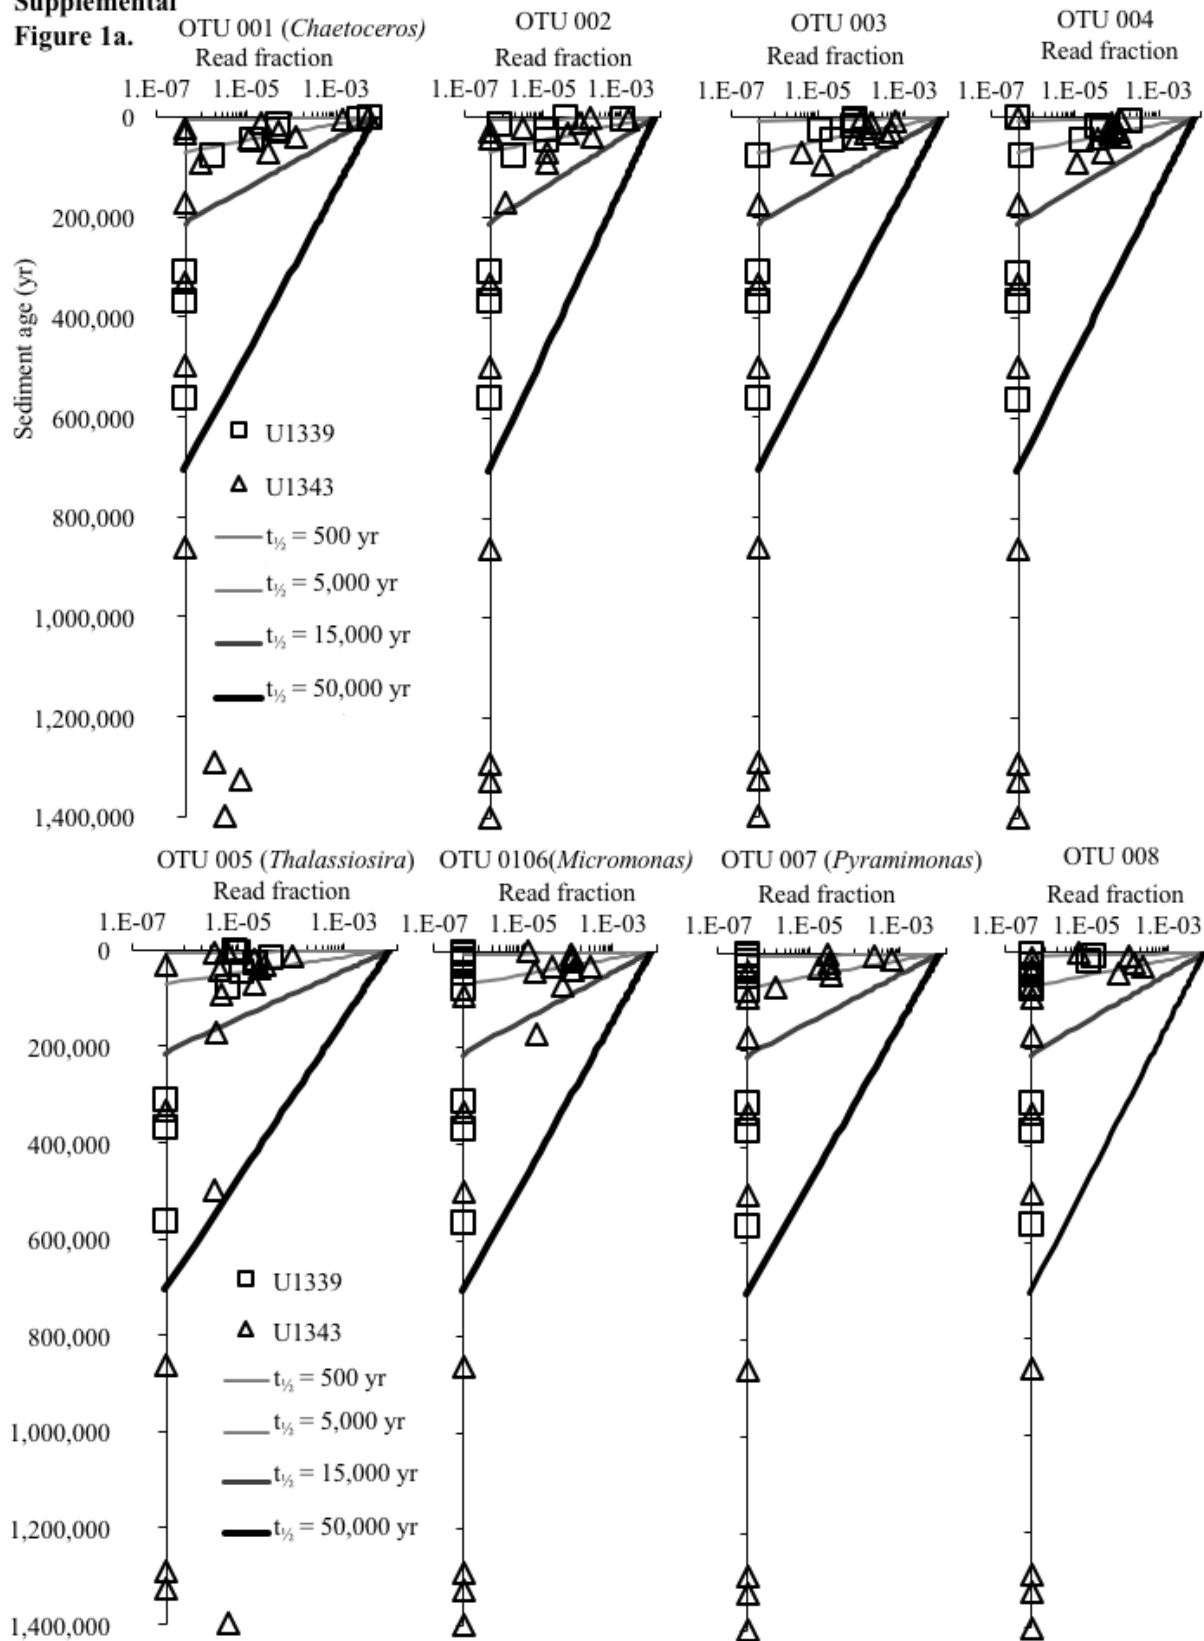 Supplemental
Figure 1a.
OTU 001 (Chaetoceros)
Read fraction
1.E-07 1.E-05 1.E-03
OTU 002
Read fraction
1.E-07 1.E-05 1.E-03
OTU 003
Read fraction
1.E-07 1.E-05 1.E-03
OTU 004
Read fraction
1.E-07 1.E-05 1.E-03
Sediment age (yr)
0
200,000
400,000
600,000
800,000
1,000,000
1,200,000
1,400,000
U1339
U1343
t½ = 500 yr
t½ = 5,000 yr
t½ = 15,000 yr
t½ = 50,000 yr
OTU 005 (Thalassiosira)
Read fraction
1.E-07 1.E-05 1.E-03
OTU 0106(Micromonas)
Read fraction
1.E-07 1.E-05 1.E-03
OTU 007 (Pyramimonas)
Read fraction
1.E-07 1.E-05 1.E-03
OTU 008
Read fraction
1.E-07 1.E-05 1.E-03
0
200,000
400,000
600,000
800,000
1,000,000
1,200,000
1,400,000
U1339
U1343
t½ = 500 yr
t½ = 5,000 yr
t½ = 15,000 yr
t½ = 50,000 yr